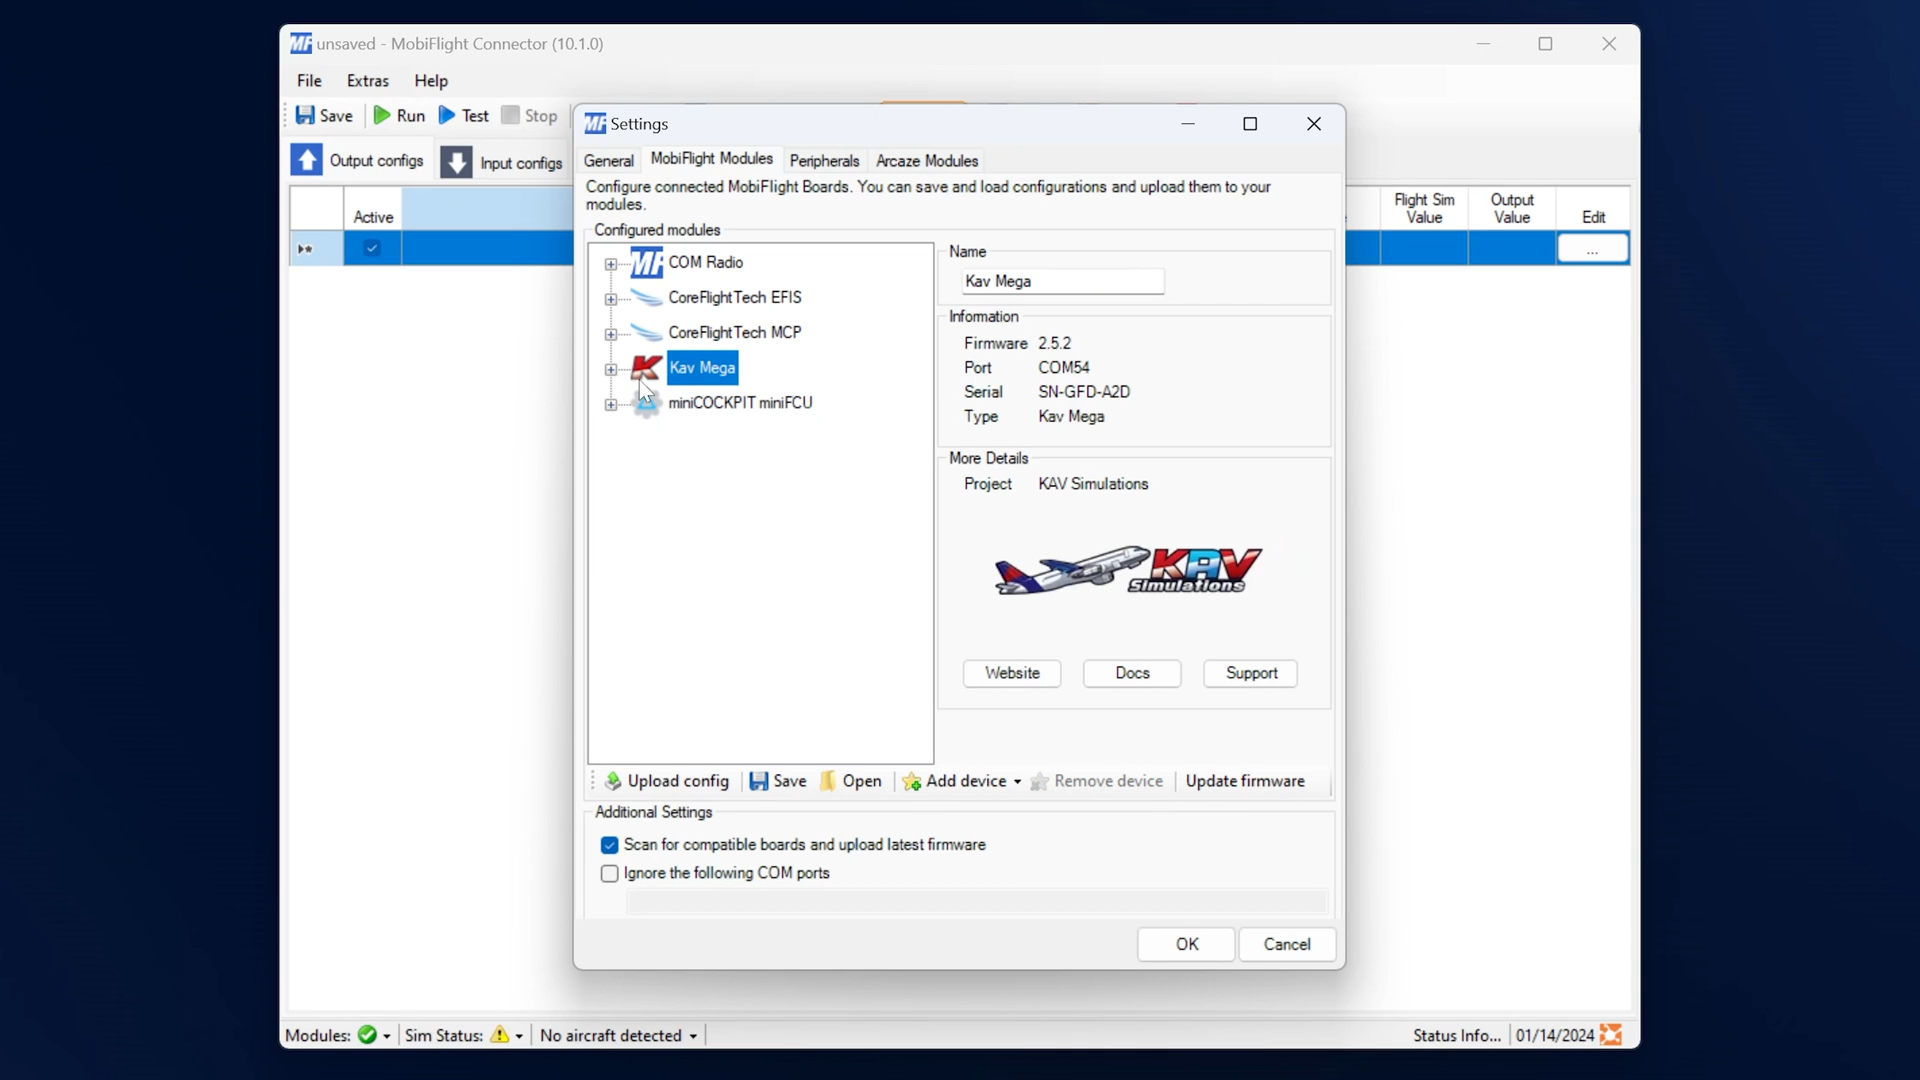 MF unsaved - MobiFlight Connector (10.1.0)
File Extras Help
Save Run Test Stop
Output configs Input configs
Active
Flight Sim Value
Output Value
Edit
...
MF Settings
General MobiFlight Modules Peripherals Arcaze Modules
Configure connected MobiFlight Boards. You can save and load configurations and upload them to your
modules.
Configured modules
MF COM Radio
CoreFlightTech EFIS
CoreFlightTech MCP
K Kav Mega
miniCOCKPIT miniFCU
Name
Kav Mega
Information
Firmware 2.5.2
Port COM54
Serial SN-GFD-A2D
Type Kav Mega
More Details
Project KAV Simulations
KAV
Simulations
Website Docs Support
Upload config Save Open Add device Remove device Update firmware
Additional Settings
Scan for compatible boards and upload latest firmware
Ignore the following COM ports
OK Cancel
Modules: Sim Status: No aircraft detected Status Info... 01/14/2024